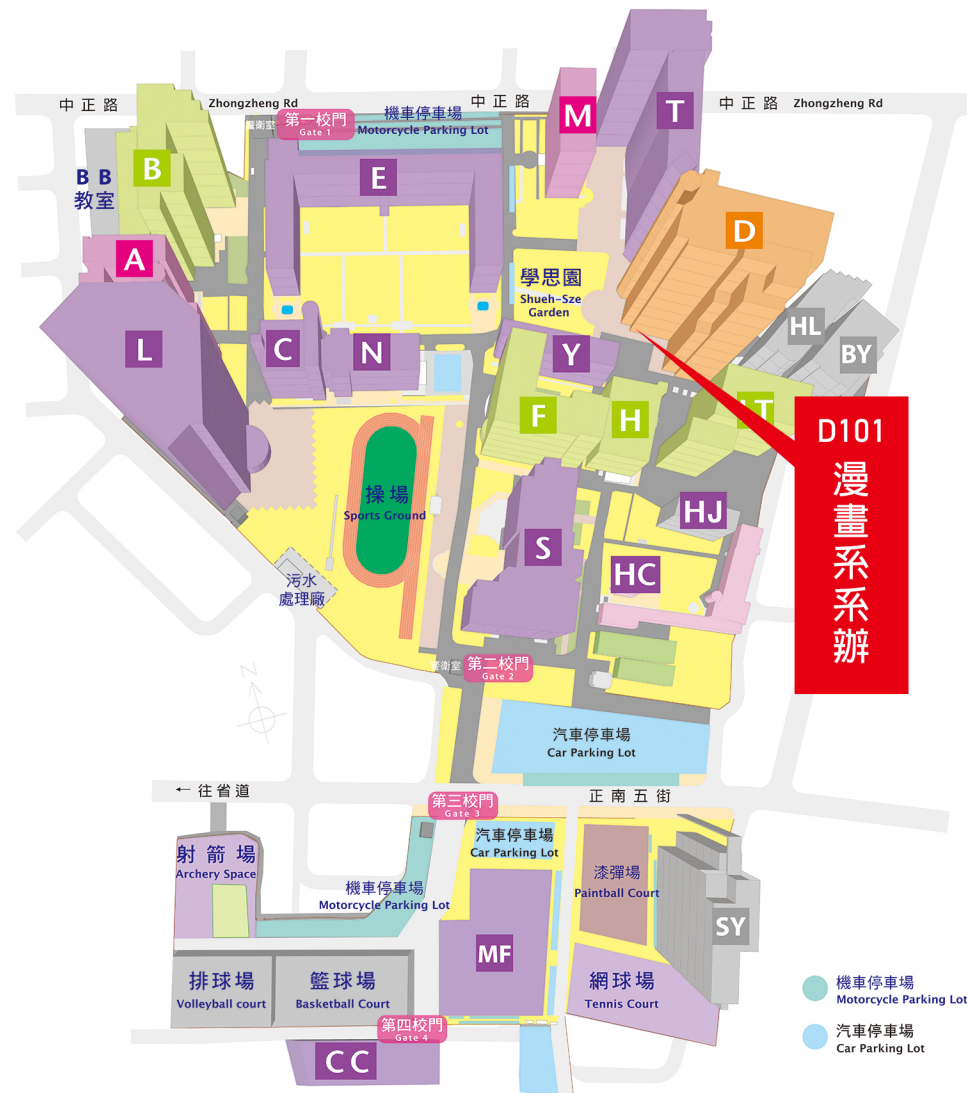 中正路
Zhongzheng Rd
機車停車場
Motorcycle Parking Lot
中正路
中正路
Zhongzheng Rd
警衛室
第一校門
Gate 1
M
T
B
BB
教室
E
A
D
學思園
Shueh-Sze
Garden
HL
BY
L
C
N
Y
F
H
LT
D101
漫畫系系辦
操場
Sports Ground
HJ
S
HC
污水
處理廠
N
警衛室
第二校門
Gate 2
汽車停車場
Car Parking Lot
←往省道
正南五街
第三校門
Gate 3
汽車停車場
Car Parking Lot
射箭場
Archery Space
機車停車場
Motorcycle Parking Lot
漆彈場
Paintball Court
SY
MF
排球場
Volleyball court
籃球場
Basketball Court
網球場
Tennis Court
機車停車場
Motorcycle Parking Lot
汽車停車場
Car Parking Lot
第四校門
Gate 4
CC